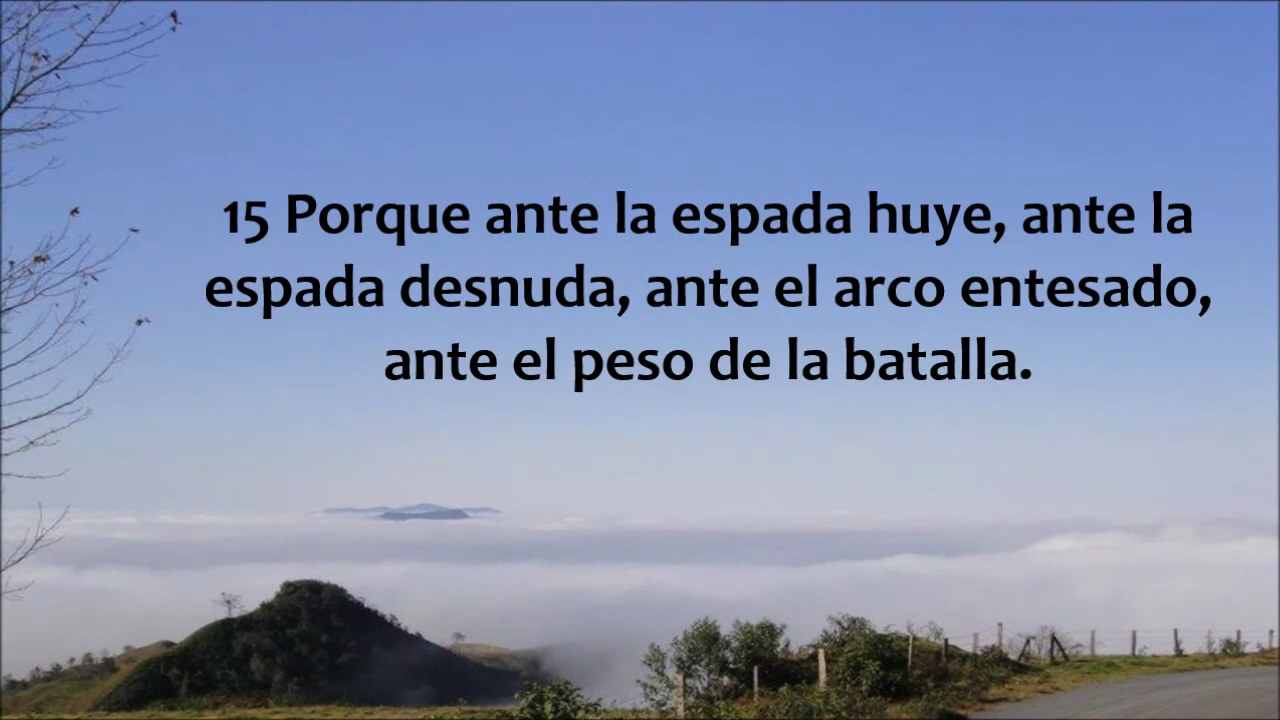 15 Porque ante la espada huye, ante la
espada desnuda, ante el arco entesado,
ante el peso de la batalla.